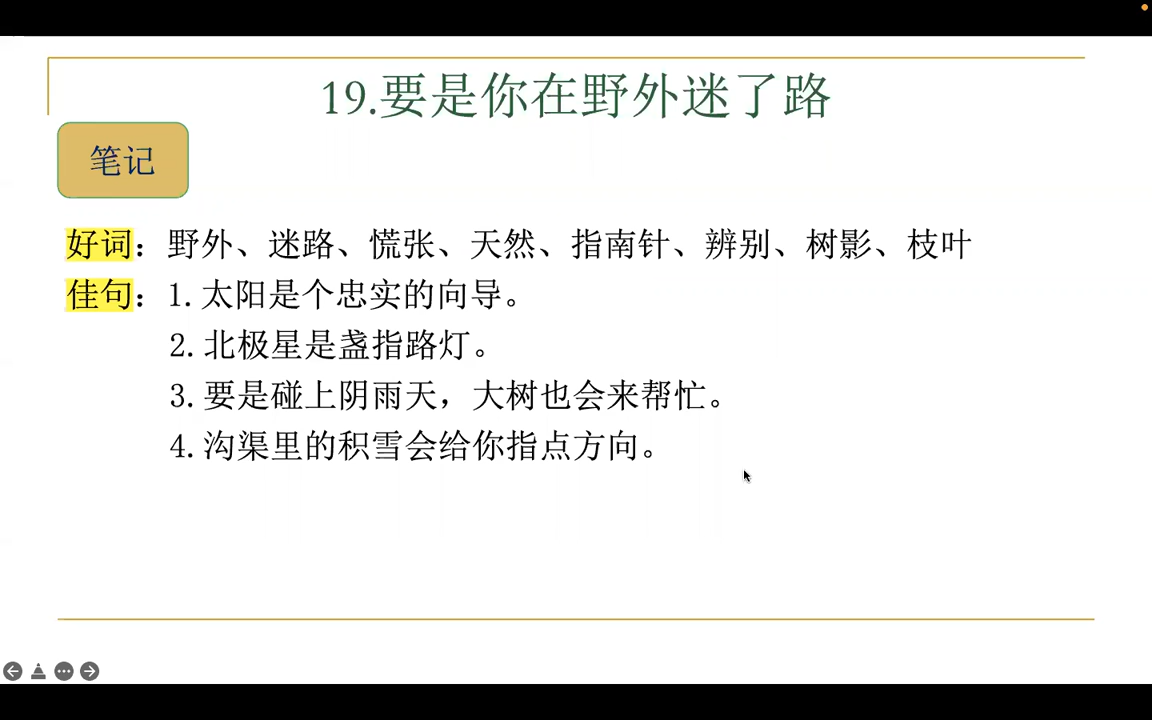 19.要是你在野外迷了路
笔记
好词：野外、迷路、慌张、天然、指南针、辨别、树影、枝叶
佳句：1.太阳是个忠实的向导。
2.北极星是盏指路灯。
3.要是碰上阴雨天，大树也会来帮忙。
4.沟渠里的积雪会给你指点方向。